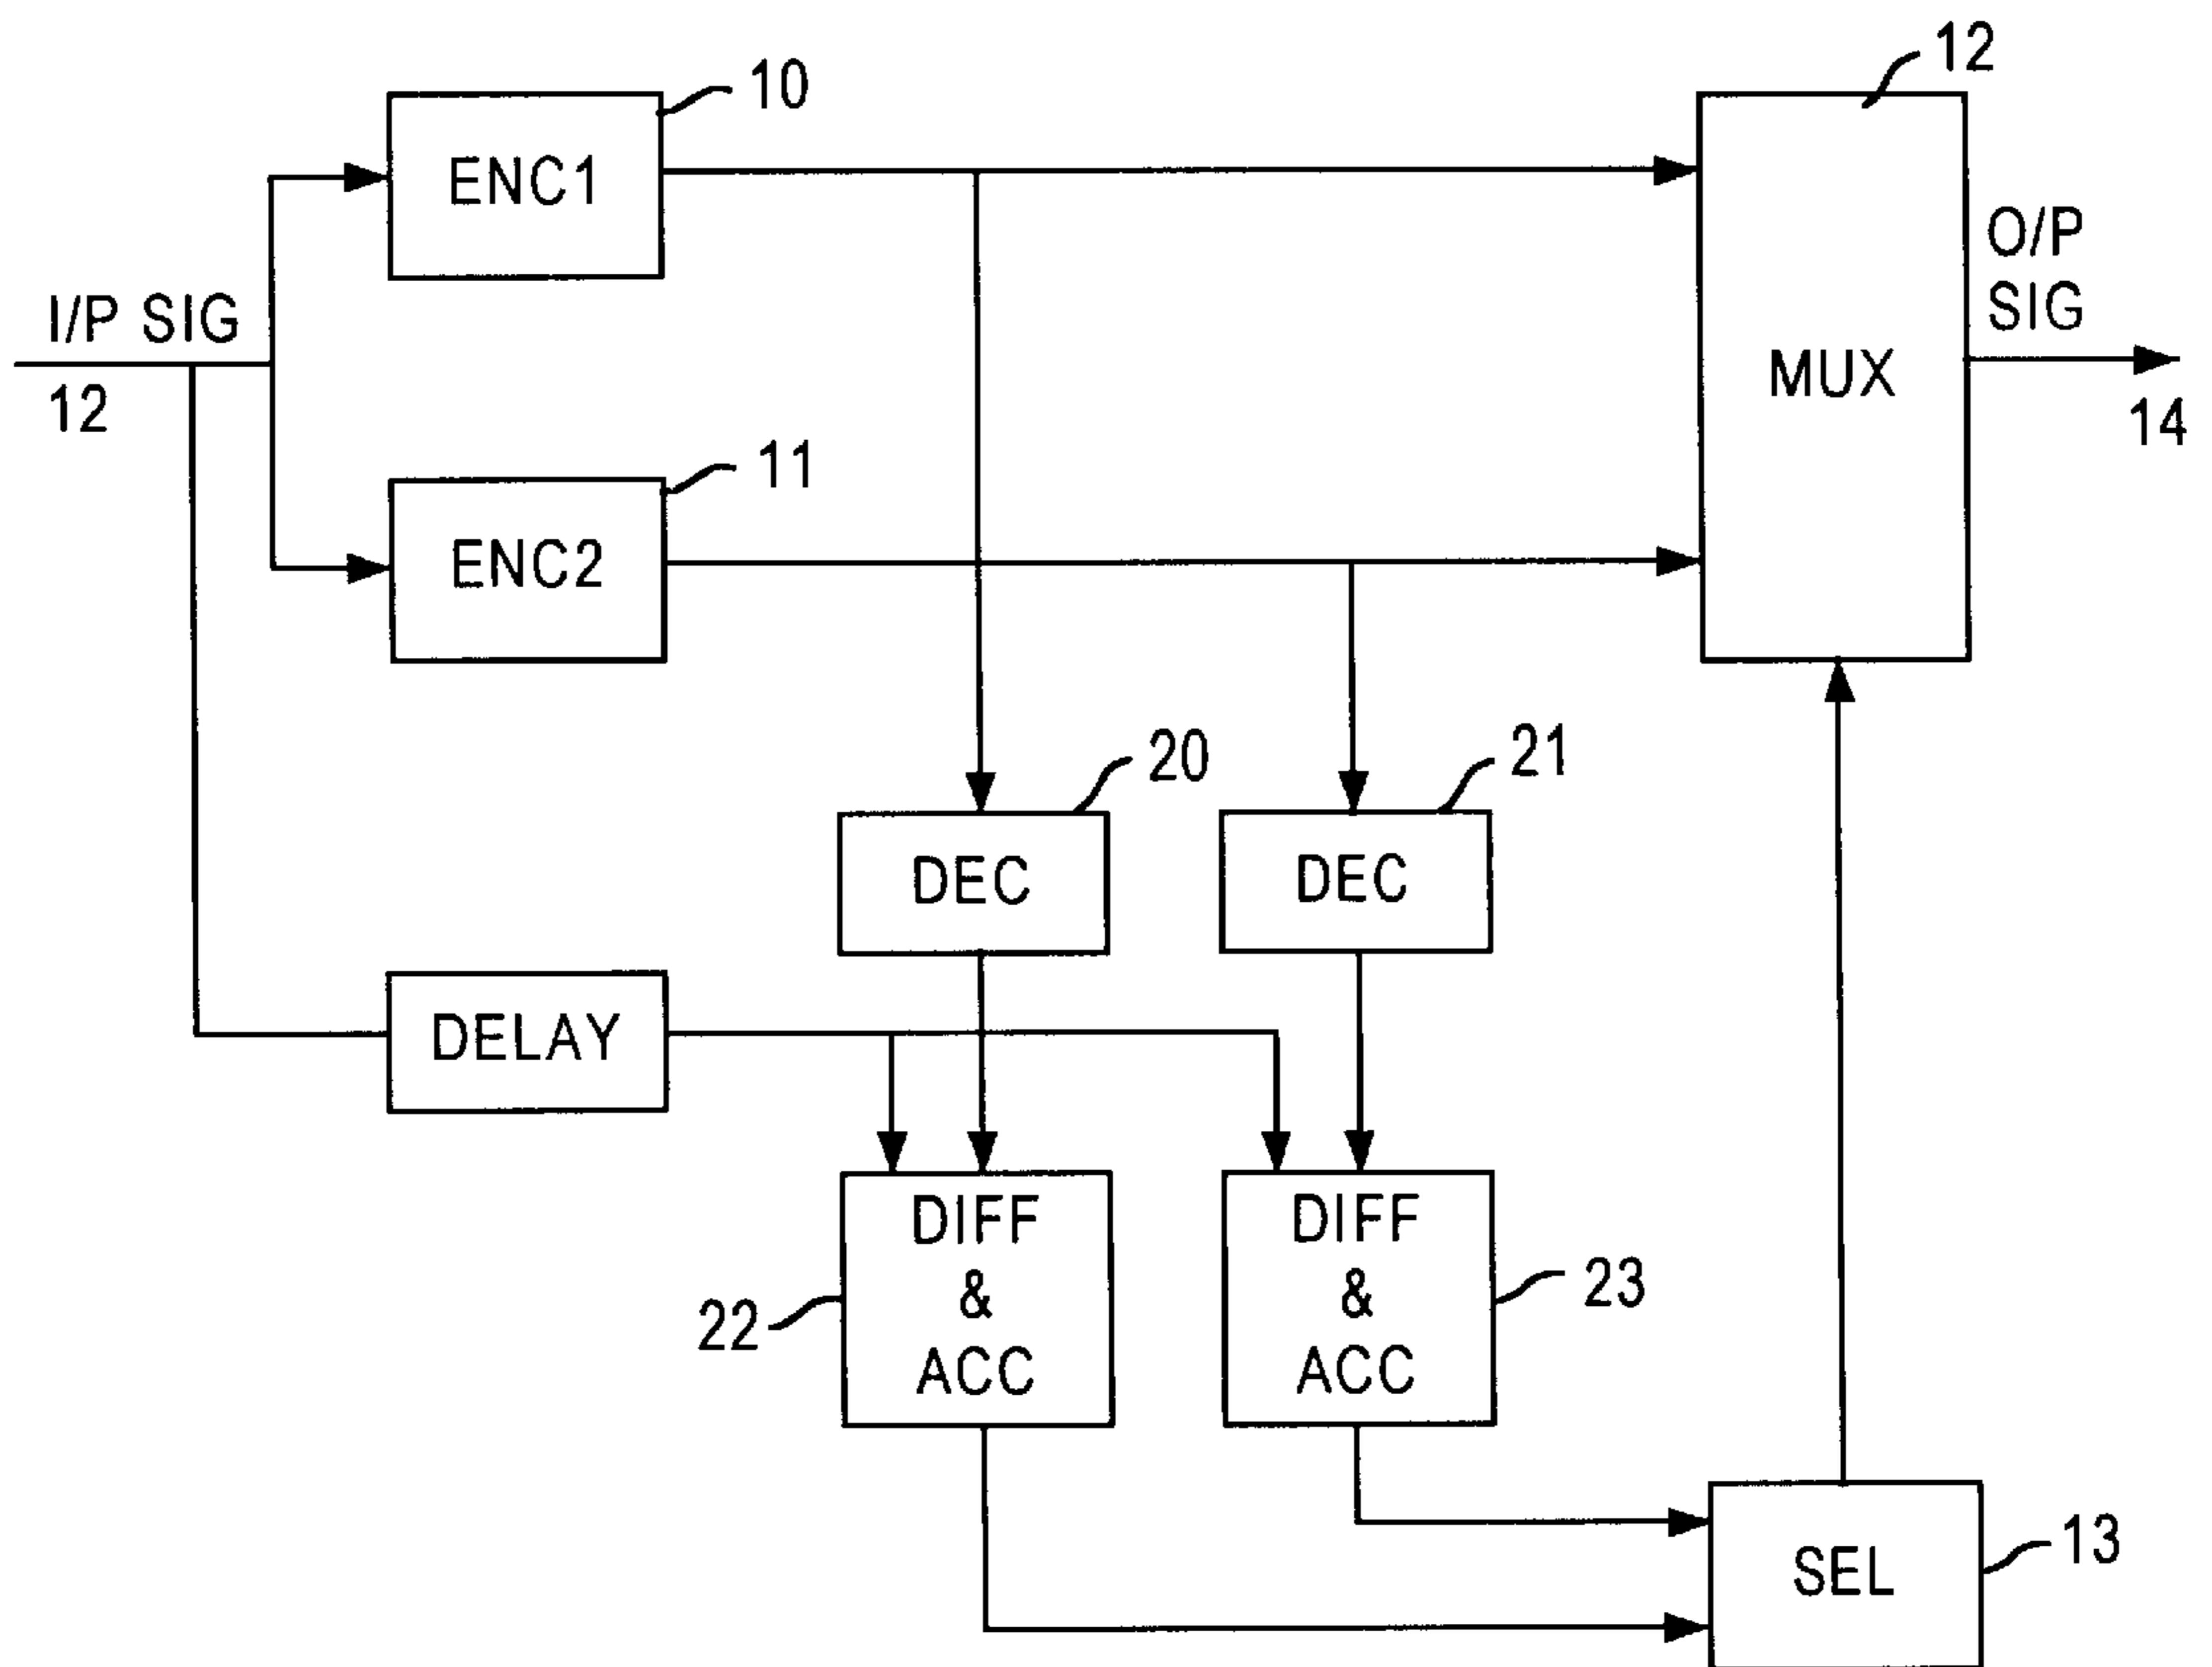 12
10
ENC1
O/P
SIG
I/P SIG
MUX
12
14
11
ENC2
20
21
DEC
DEC
DELAY
DIFF
&
ACC
DIFF
&
ACC
22
23
13
SEL